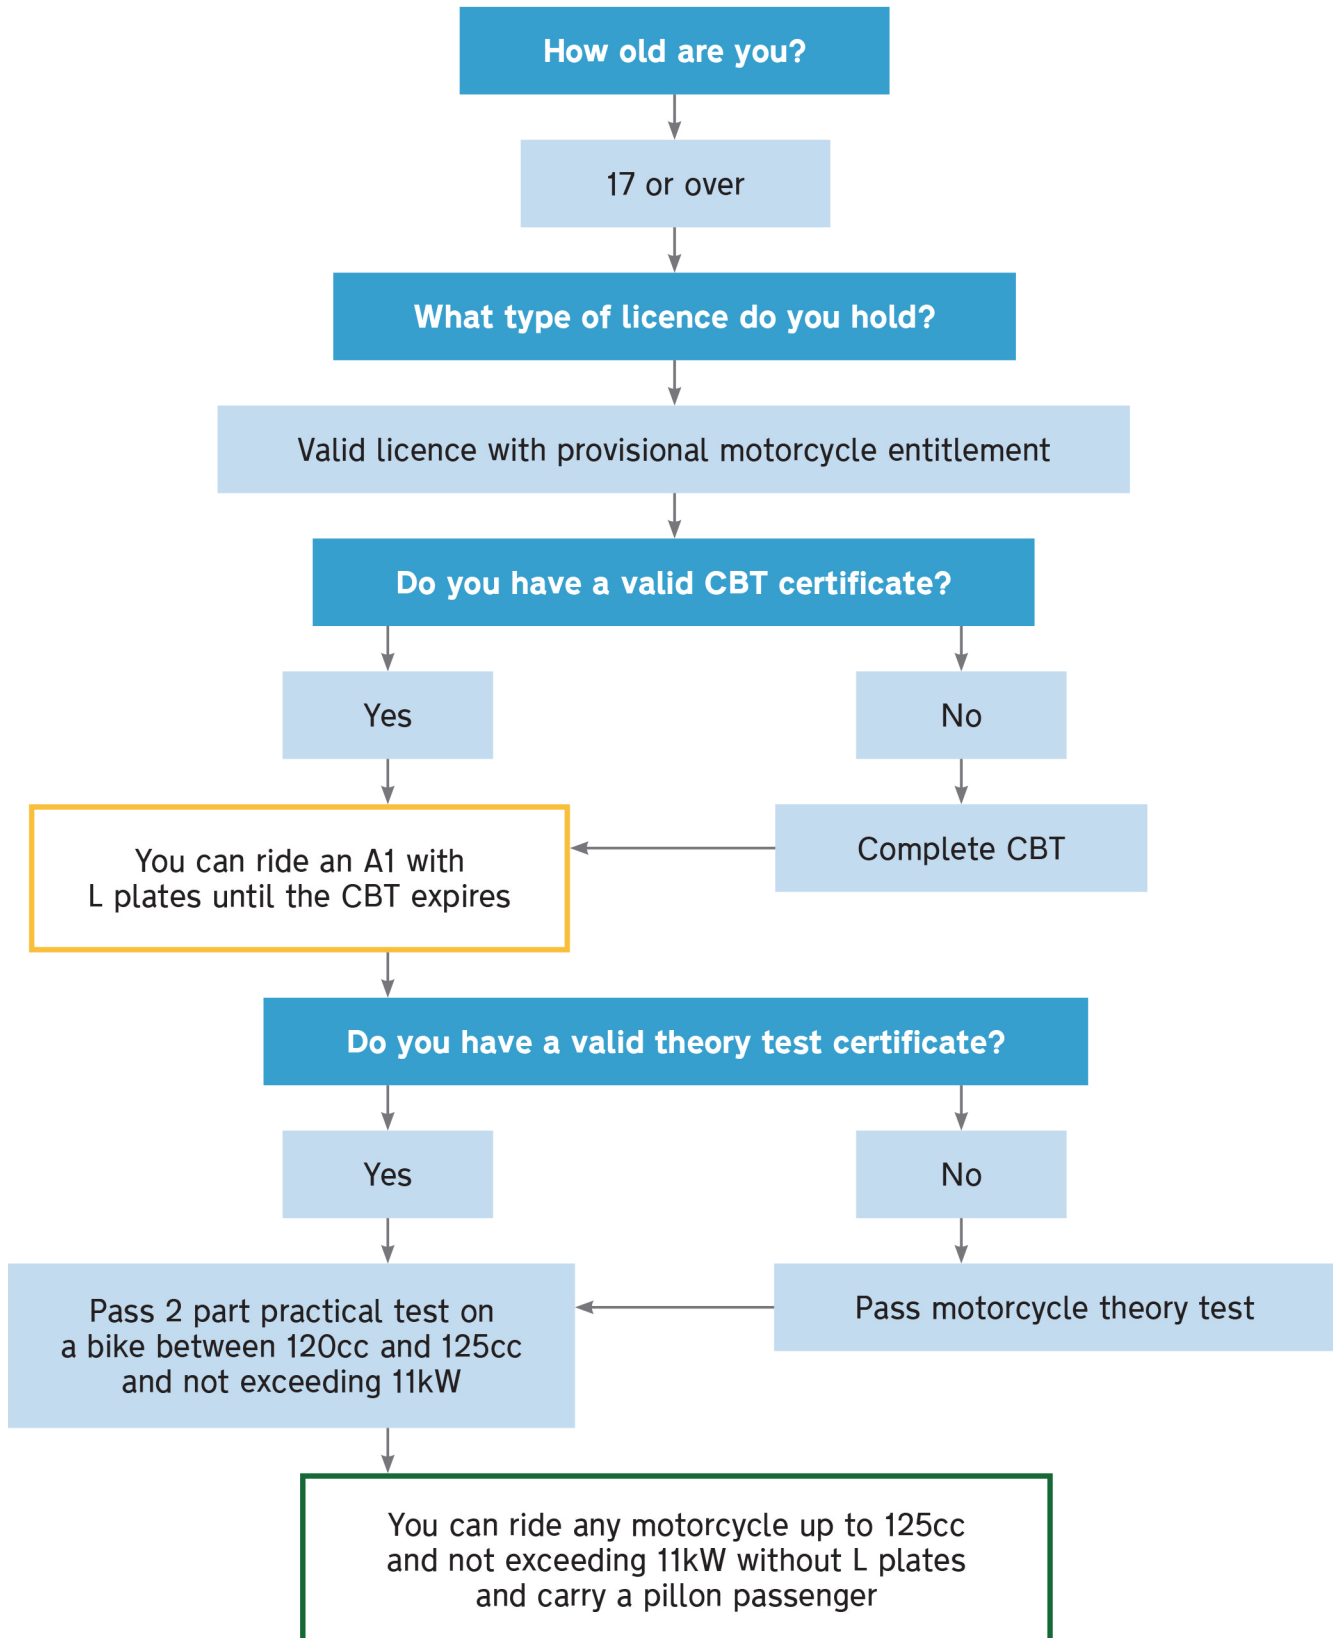 How old are you?
17 or over
What type of licence do you hold?
Valid licence with provisional motorcycle entitlement
Do you have a valid CBT certificate?
Yes
No
You can ride an A1 with
L plates until the CBT expires
Complete CBT
Do you have a valid theory test certificate?
Yes
No
Pass 2 part practical test on
a bike between 120cc and 125cc
and not exceeding 11kW
Pass motorcycle theory test
You can ride any motorcycle up to 125cc
and not exceeding 11kW without L plates
and carry a pillon passenger